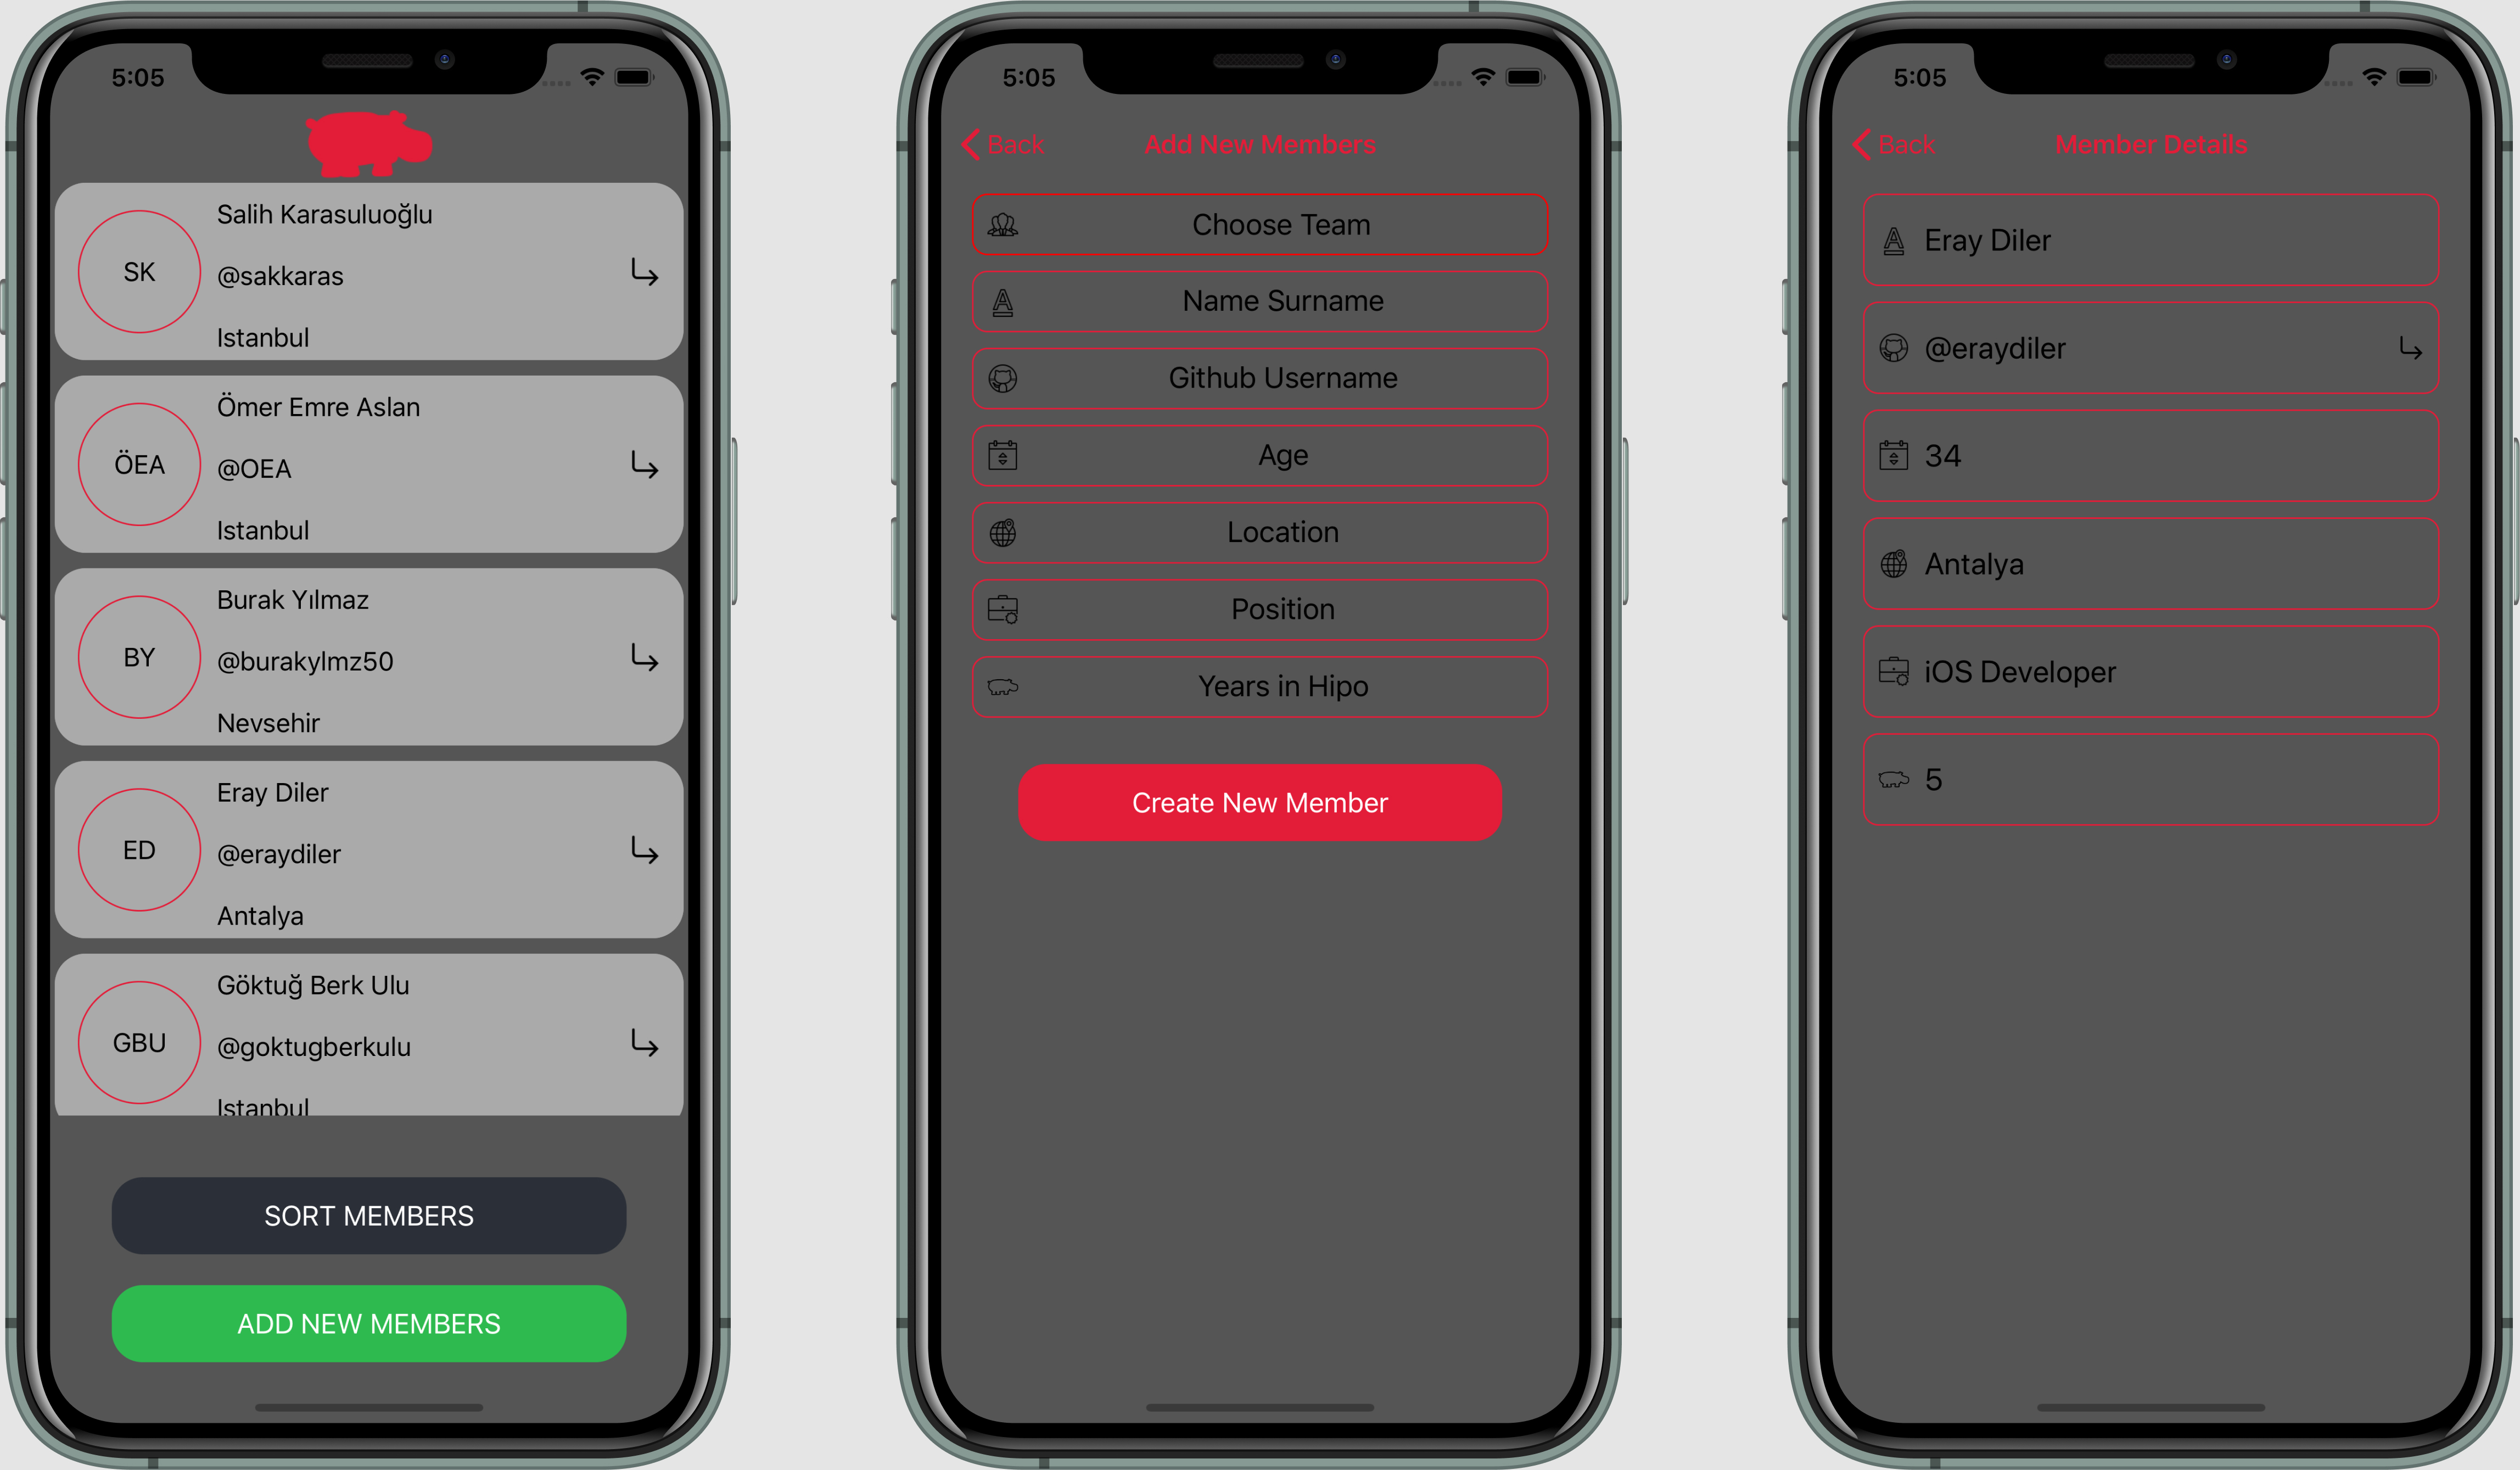 5:05
SK
Salih Karasuluoğlu
@sakkaras
Istanbul
ÖEA
Ömer Emre Aslan
@OEA
Istanbul
BY
Burak Yılmaz
@burakylmz50
Nevsehir
ED
Eray Diler
@eraydiler
Antalya
GBU
Göktuğ Berk Ulu
@goktugberkulu
Istanbul
SORT MEMBERS
ADD NEW MEMBERS
5:05
Back
Add New Members
Choose Team
Name Surname
Github Username
Age
Location
Position
Years in Hipo
Create New Member
5:05
Back
Member Details
Eray Diler
@eraydiler
34
Antalya
iOS Developer
5